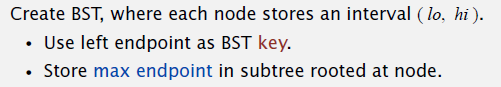 Create BST, where each node stores an interval ( lo, hi ).
• Use left endpoint as BST key.
• Store max endpoint in subtree rooted at node.